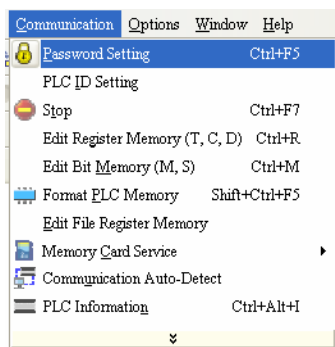 Communication Options Window Help
Password Setting Ctrl+F5
PLC ID Setting
Stop Ctrl+F7
Edit Register Memory (T, C, D) Ctrl+R
Edit Bit Memory (M, S) Ctrl+M
Format PLC Memory Shift+Ctrl+F5
Edit File Register Memory
Memory Card Service
Communication Auto-Detect
PLC Information Ctrl+Alt+I